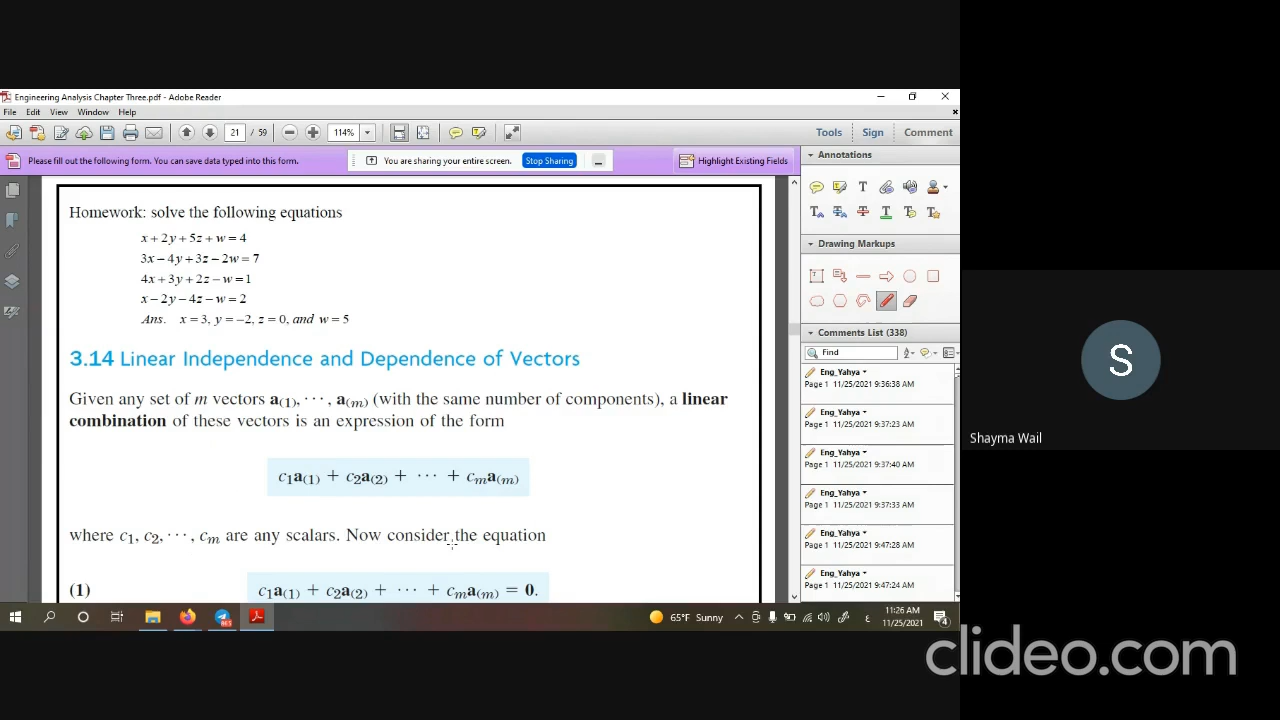 Engineering Analysis Chapter Three.pdf - Adobe Reader
File Edit View Window Help
21 / 59 114% Tools Sign Comment
Please fill out the following form. You can save data typed into this form.
You are sharing your entire screen. Stop Sharing
Highlight Existing Fields
Homework: solve the following equations
x + 2y + 5z + w = 4
3x − 4y + 3z − 2w = 7
4x + 3y + 2z − w = 1
x − 2y − 4z − w = 2
Ans. x = 3, y = −2, z = 0, and w = 5
3.14 Linear Independence and Dependence of Vectors
Given any set of m vectors a(1), ···, a(m) (with the same number of components), a linear
combination of these vectors is an expression of the form
c1a(1) + c2a(2) + ··· + cma(m)
where c1, c2, ···, cm are any scalars. Now consider the equation
(1) c1a(1) + c2a(2) + ··· + cma(m) = 0.
Annotations
Drawing Markups
Comments List (338)
Find
Eng_Yahya
Page 1 11/25/2021 9:36:38 AM
Eng_Yahya
Page 1 11/25/2021 9:37:23 AM
Eng_Yahya
Page 1 11/25/2021 9:37:40 AM
Eng_Yahya
Page 1 11/25/2021 9:37:33 AM
Eng_Yahya
Page 1 11/25/2021 9:47:28 AM
Eng_Yahya
Page 1 11/25/2021 9:47:24 AM
65°F Sunny
ع
11:26 AM
11/25/2021
4
S
Shayma Wail
clideo.com